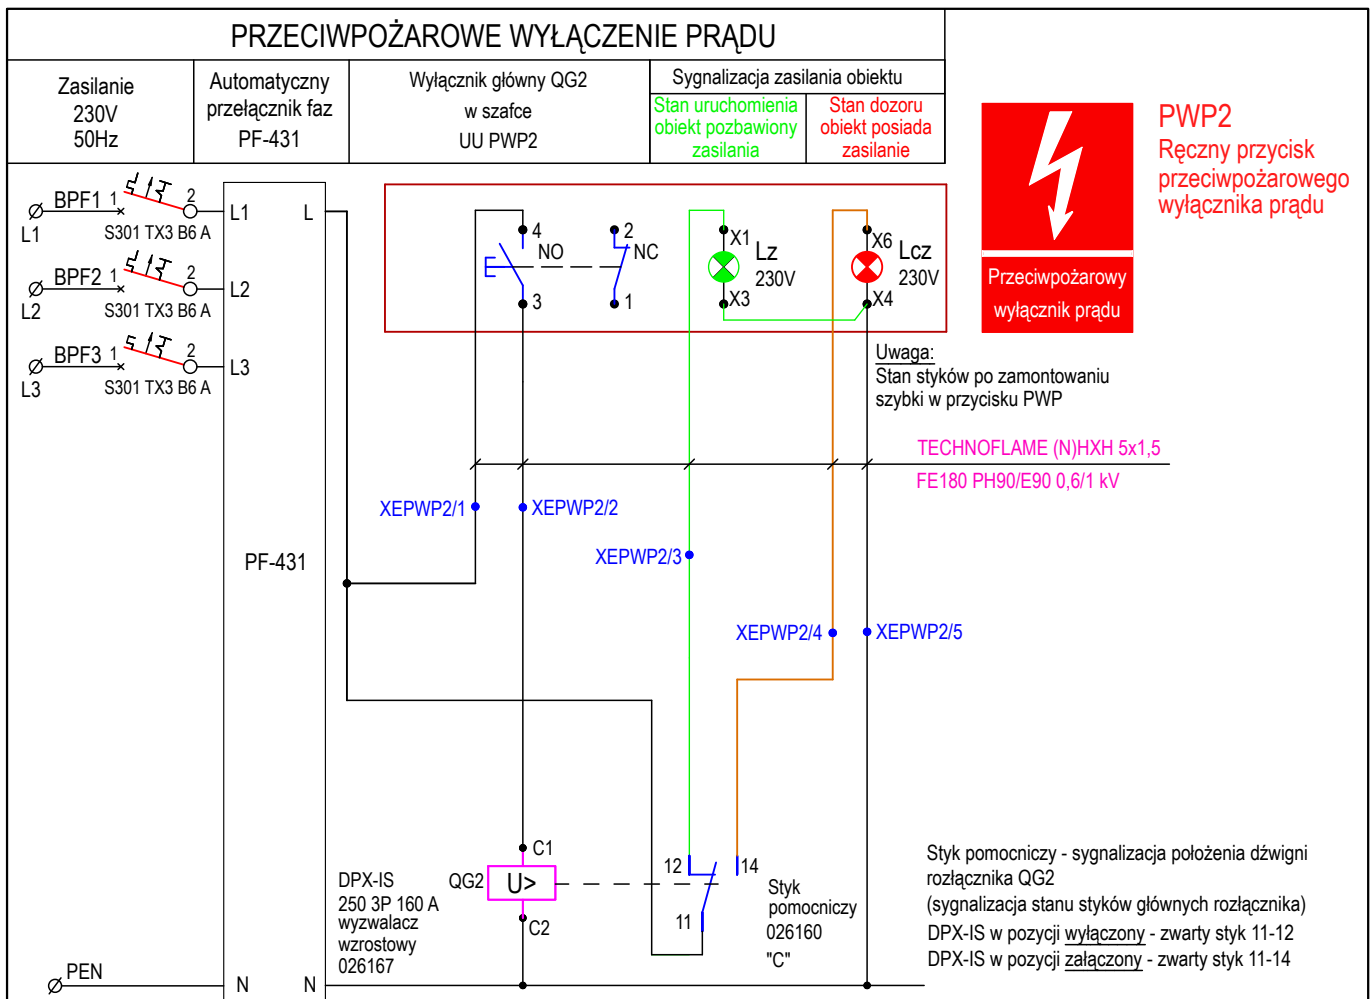 PRZECIWPOŻAROWE WYŁĄCZENIE PRĄDU
Zasilanie
230V
50Hz
Automatyczny
przełącznik faz
PF-431
Wyłącznik główny QG2
w szafce
UU PWP2
Sygnalizacja zasilania obiektu
Stan uruchomienia
obiekt pozbawiony
zasilania
Stan dozoru
obiekt posiada
zasilanie
PWP2
Ręczny przycisk
przeciwpożarowego
wyłącznika prądu
Przeciwpożarowy
wyłącznik prądu
BPF1 1 2
L1
S301 TX3 B6 A
L1 L
BPF2 1 2
L2
S301 TX3 B6 A
L2
BPF3 1 2
L3
S301 TX3 B6 A
L3
4 NO 3
2 NC 1
X1 Lz
230V
X3
X6 Lcz
230V
X4
Uwaga:
Stan styków po zamontowaniu
szybki w przycisku PWP
TECHNOFLAME (N)HXH 5x1,5
FE180 PH90/E90 0,6/1 kV
XEPWP2/1
XEPWP2/2
XEPWP2/3
XEPWP2/4
XEPWP2/5
PF-431
DPX-IS
250 3P 160 A
wyzwalacz
wzrostowy
026167
QG2
C1
U>
C2
12 14
11
Styk
pomocniczy
026160
"C"
Styk pomocniczy - sygnalizacja położenia dźwigni
rozłącznika QG2
(sygnalizacja stanu styków głównych rozłącznika)
DPX-IS w pozycji wyłączony - zwarty styk 11-12
DPX-IS w pozycji załączony - zwarty styk 11-14
PEN
N N